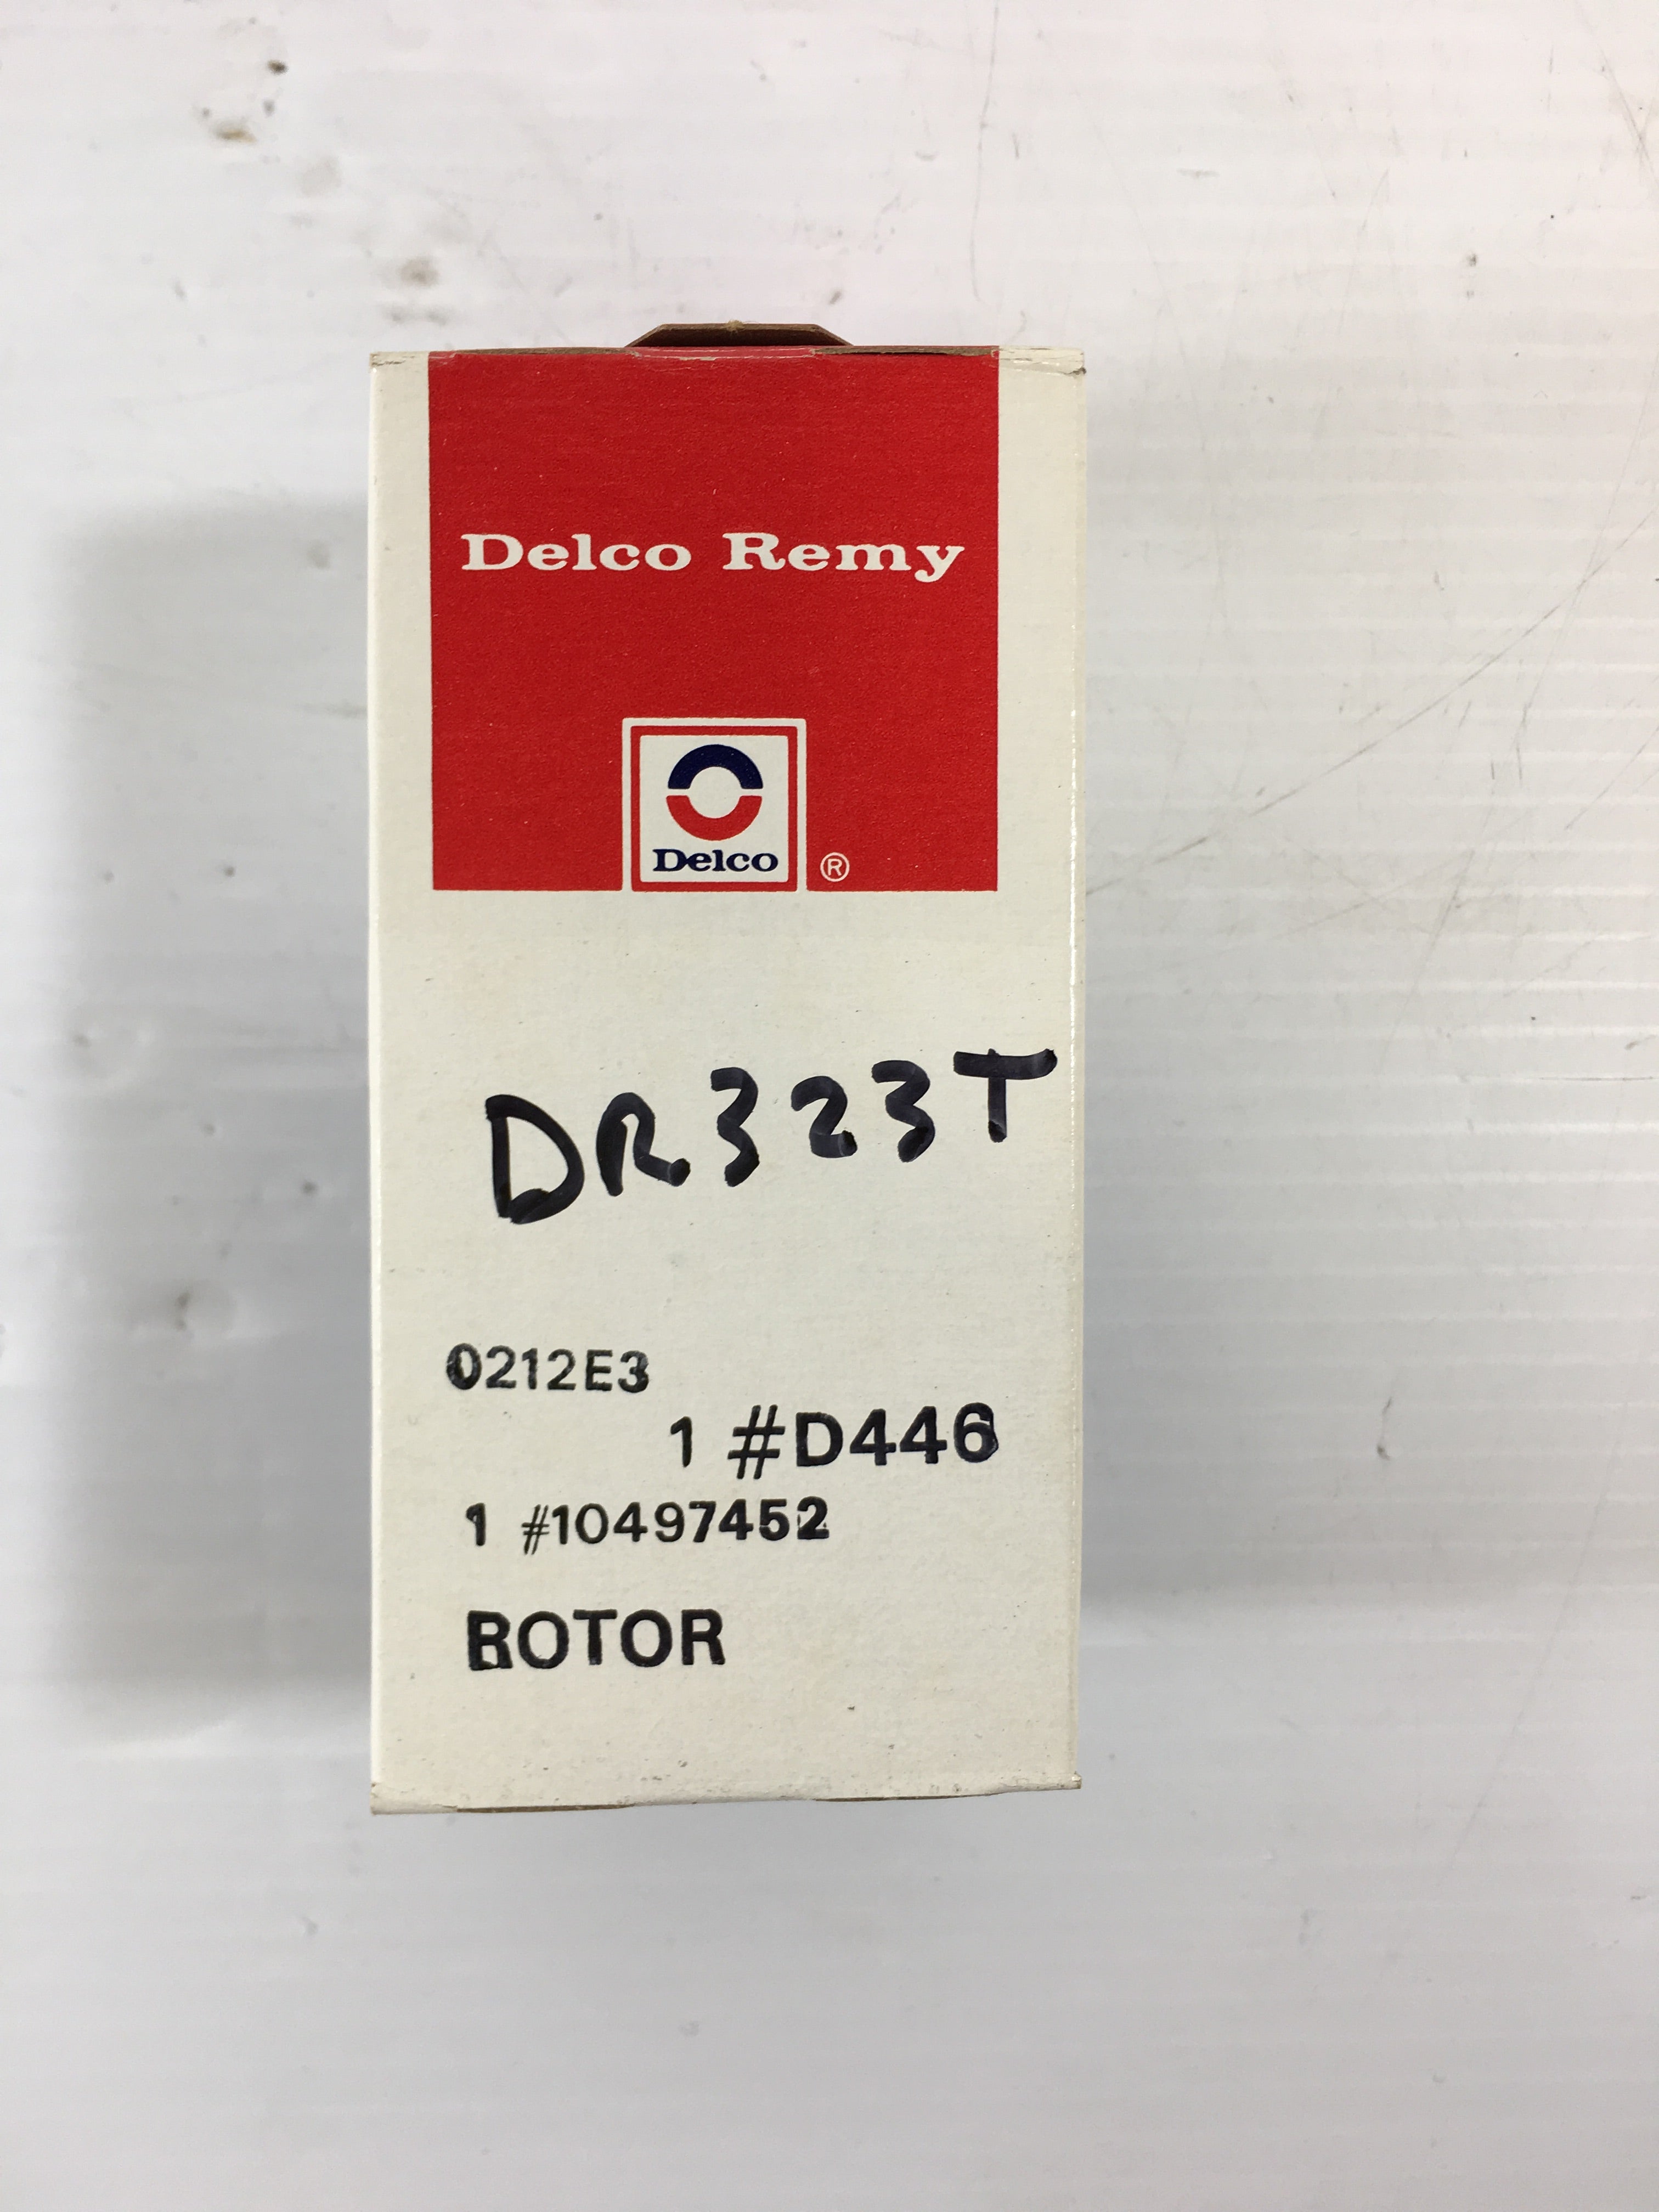 Delco Remy
Delco ®
DR323T
0212E3
1 #D446
1 #10497452
ROTOR